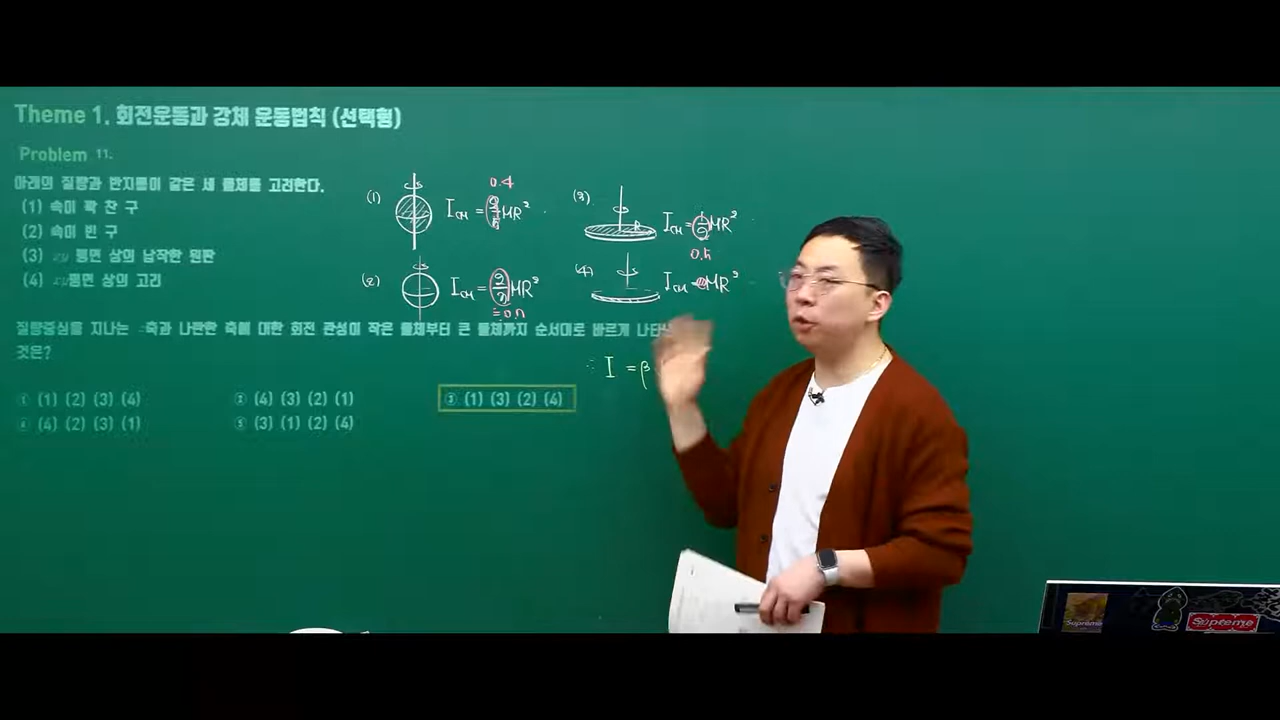 Theme 1. 회전운동과 강체 운동법칙 (선택형)
Problem 11.
아래의 질량과 반지름이 같은 세 물체를 고려한다.
(1) 속이 꽉 찬 구
(2) 속이 빈 구
(3) xy 평면 상의 납작한 원판
(4) xy평면 상의 고리
(1) I_CM = 2/5 MR² 0.4
(2) I_CM = 2/3 MR²
(3) R I_CM = 1/2 MR² 0.5
(4) I_CM = MR²
질량중심을 지나는 z축과 나란한 축에 대한 회전 관성이 작은 물체부터 큰 물체까지 순서대로 바르게
것은?
∴ I = β
① (1) (2) (3) (4)
② (4) (3) (2) (1)
③ (1) (3) (2) (4)
④ (4) (2) (3) (1)
⑤ (3) (1) (2) (4)
Supreme
Supreme